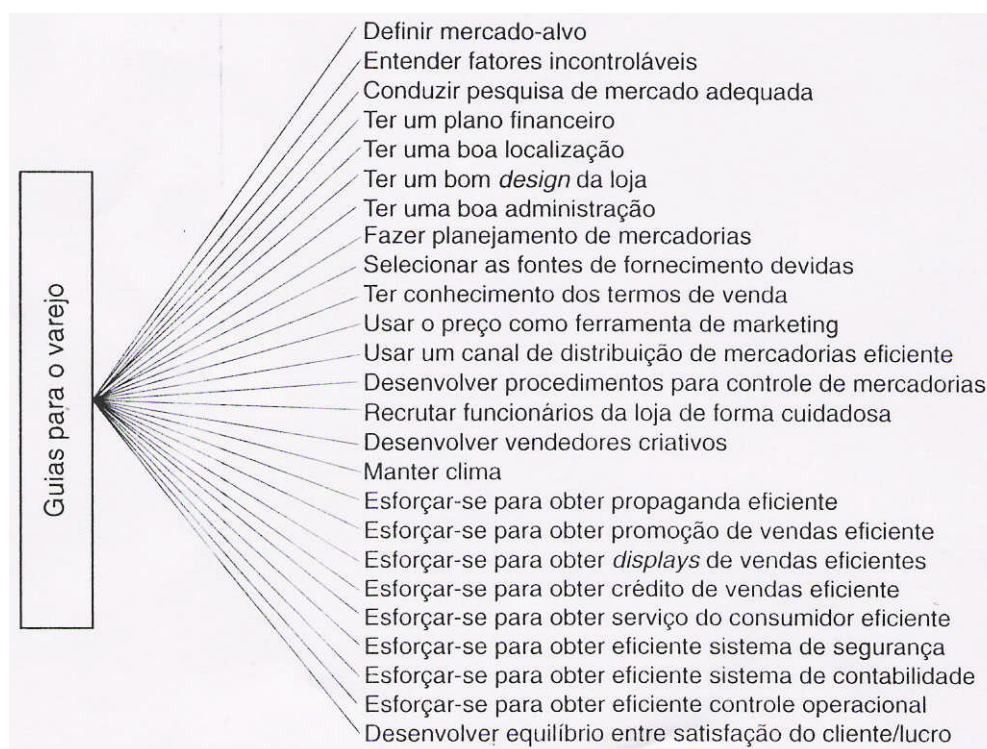 Guias para o varejo
Definir mercado-alvo
Entender fatores incontroláveis
Conduzir pesquisa de mercado adequada
Ter um plano financeiro
Ter uma boa localização
Ter um bom design da loja
Ter uma boa administração
Fazer planejamento de mercadorias
Selecionar as fontes de fornecimento devidas
Ter conhecimento dos termos de venda
Usar o preço como ferramenta de marketing
Usar um canal de distribuição de mercadorias eficiente
Desenvolver procedimentos para controle de mercadorias
Recrutar funcionários da loja de forma cuidadosa
Desenvolver vendedores criativos
Manter clima
Esforçar-se para obter propaganda eficiente
Esforçar-se para obter promoção de vendas eficiente
Esforçar-se para obter displays de vendas eficientes
Esforçar-se para obter crédito de vendas eficiente
Esforçar-se para obter serviço do consumidor eficiente
Esforçar-se para obter eficiente sistema de segurança
Esforçar-se para obter eficiente sistema de contabilidade
Esforçar-se para obter eficiente controle operacional
Desenvolver equilíbrio entre satisfação do cliente/lucro